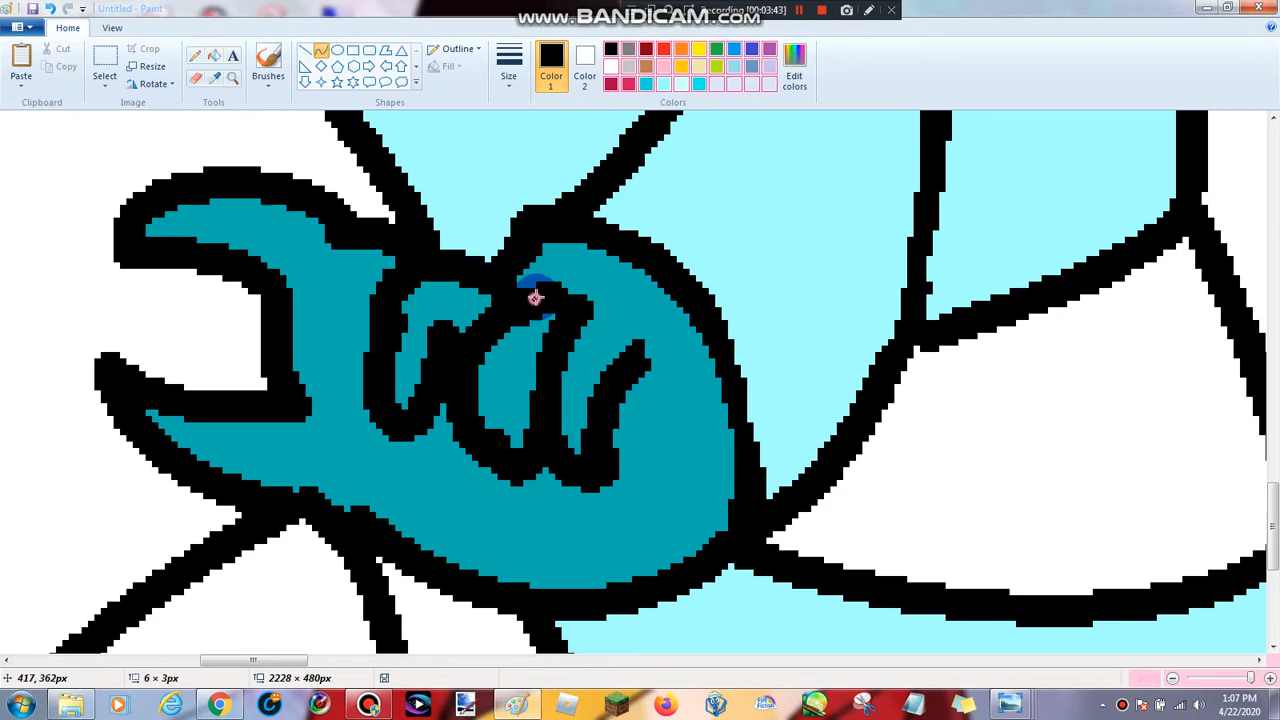 Untitled - Paint
www.BANDICAM.com
Recording [00:03:43]
Home View
Paste
Cut
Copy
Clipboard
Select
Crop
Resize
Rotate
Image
A
Tools
Brushes
Outline
Fill
Shapes
Size
Color 1
Color 2
Edit colors
Colors
417, 362px
6 × 3px
2228 × 480px
1:07 PM
4/22/2020